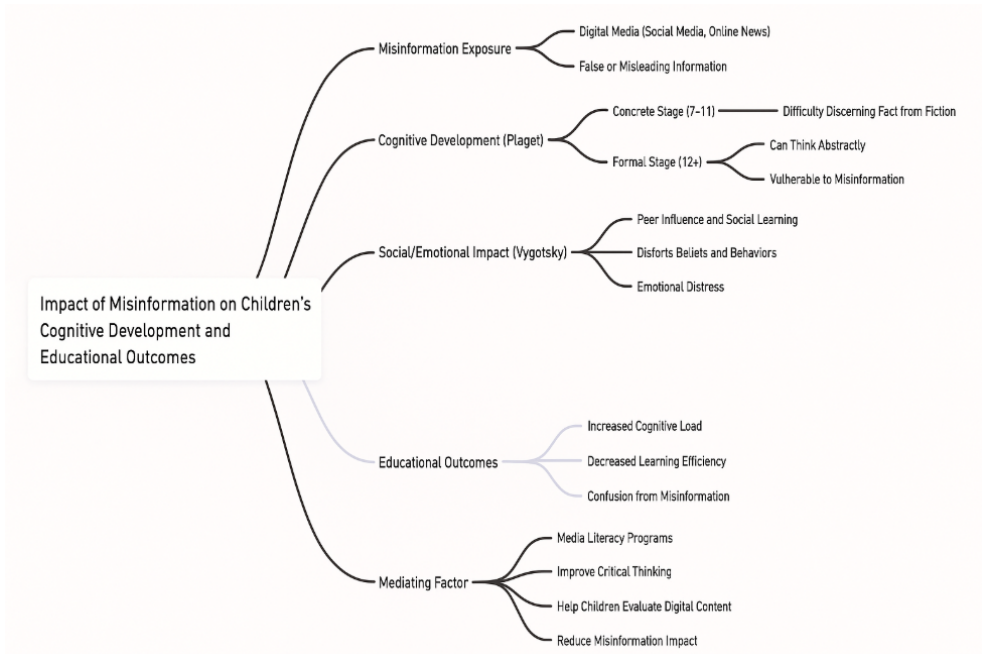 Misinformation Exposure
Digital Media (Social Media, Online News)
False or Misleading Information
Cognitive Development (Plaget)
Concrete Stage (7-11)
Difficulty Discerning Fact from Fiction
Formal Stage (12+)
Can Think Abstractly
Vulherable to Misinformation
Social/Emotional Impact (Vygotsky)
Peer Influence and Social Learning
Disforts Beliefs and Behaviors
Emotional Distress
Impact of Misinformation on Children's
Cognitive Development and
Educational Outcomes
Educational Outcomes
Increased Cognitive Load
Decreased Learning Efficiency
Confusion from Misinformation
Mediating Factor
Media Literacy Programs
Improve Critical Thinking
Help Children Evaluate Digital Content
Reduce Misinformation Impact